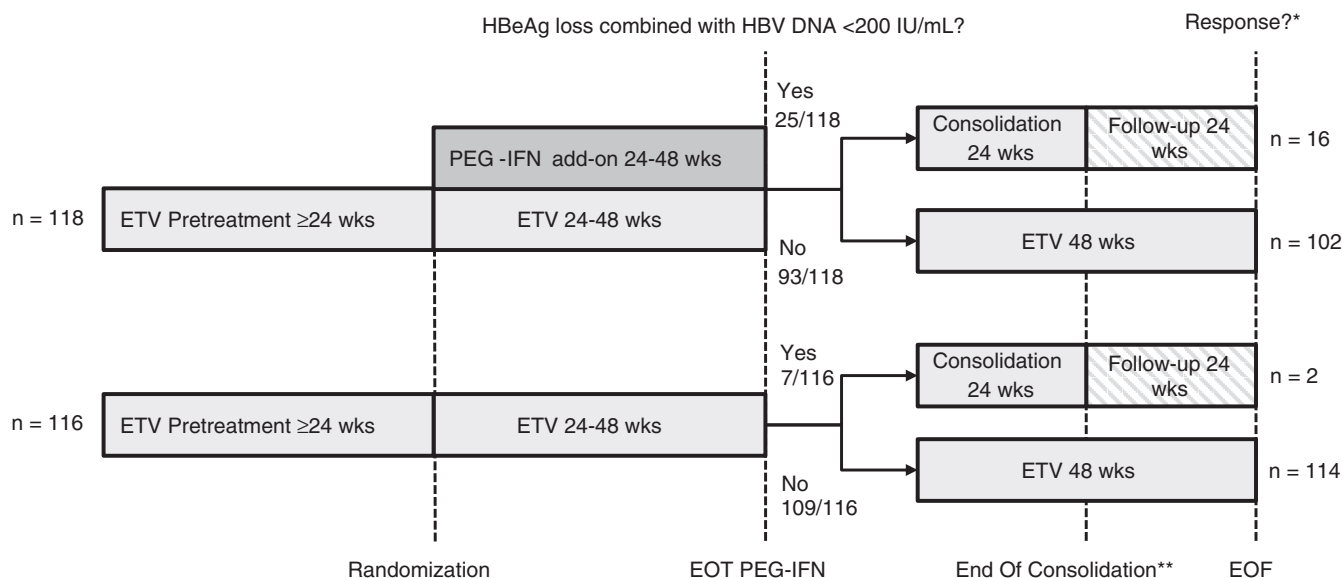 HBeAg loss combined with HBV DNA <200 IU/mL?
Response?*
Yes
25/118
Consolidation
24 wks
Follow-up 24
wks
n = 16
PEG -IFN add-on 24-48 wks
n = 118
ETV Pretreatment ≥24 wks
ETV 24-48 wks
ETV 48 wks
n = 102
No
93/118
Yes
7/116
Consolidation
24 wks
Follow-up 24
wks
n = 2
n = 116
ETV Pretreatment ≥24 wks
ETV 24-48 wks
ETV 48 wks
n = 114
No
109/116
Randomization
EOT PEG-IFN
End Of Consolidation**
EOF